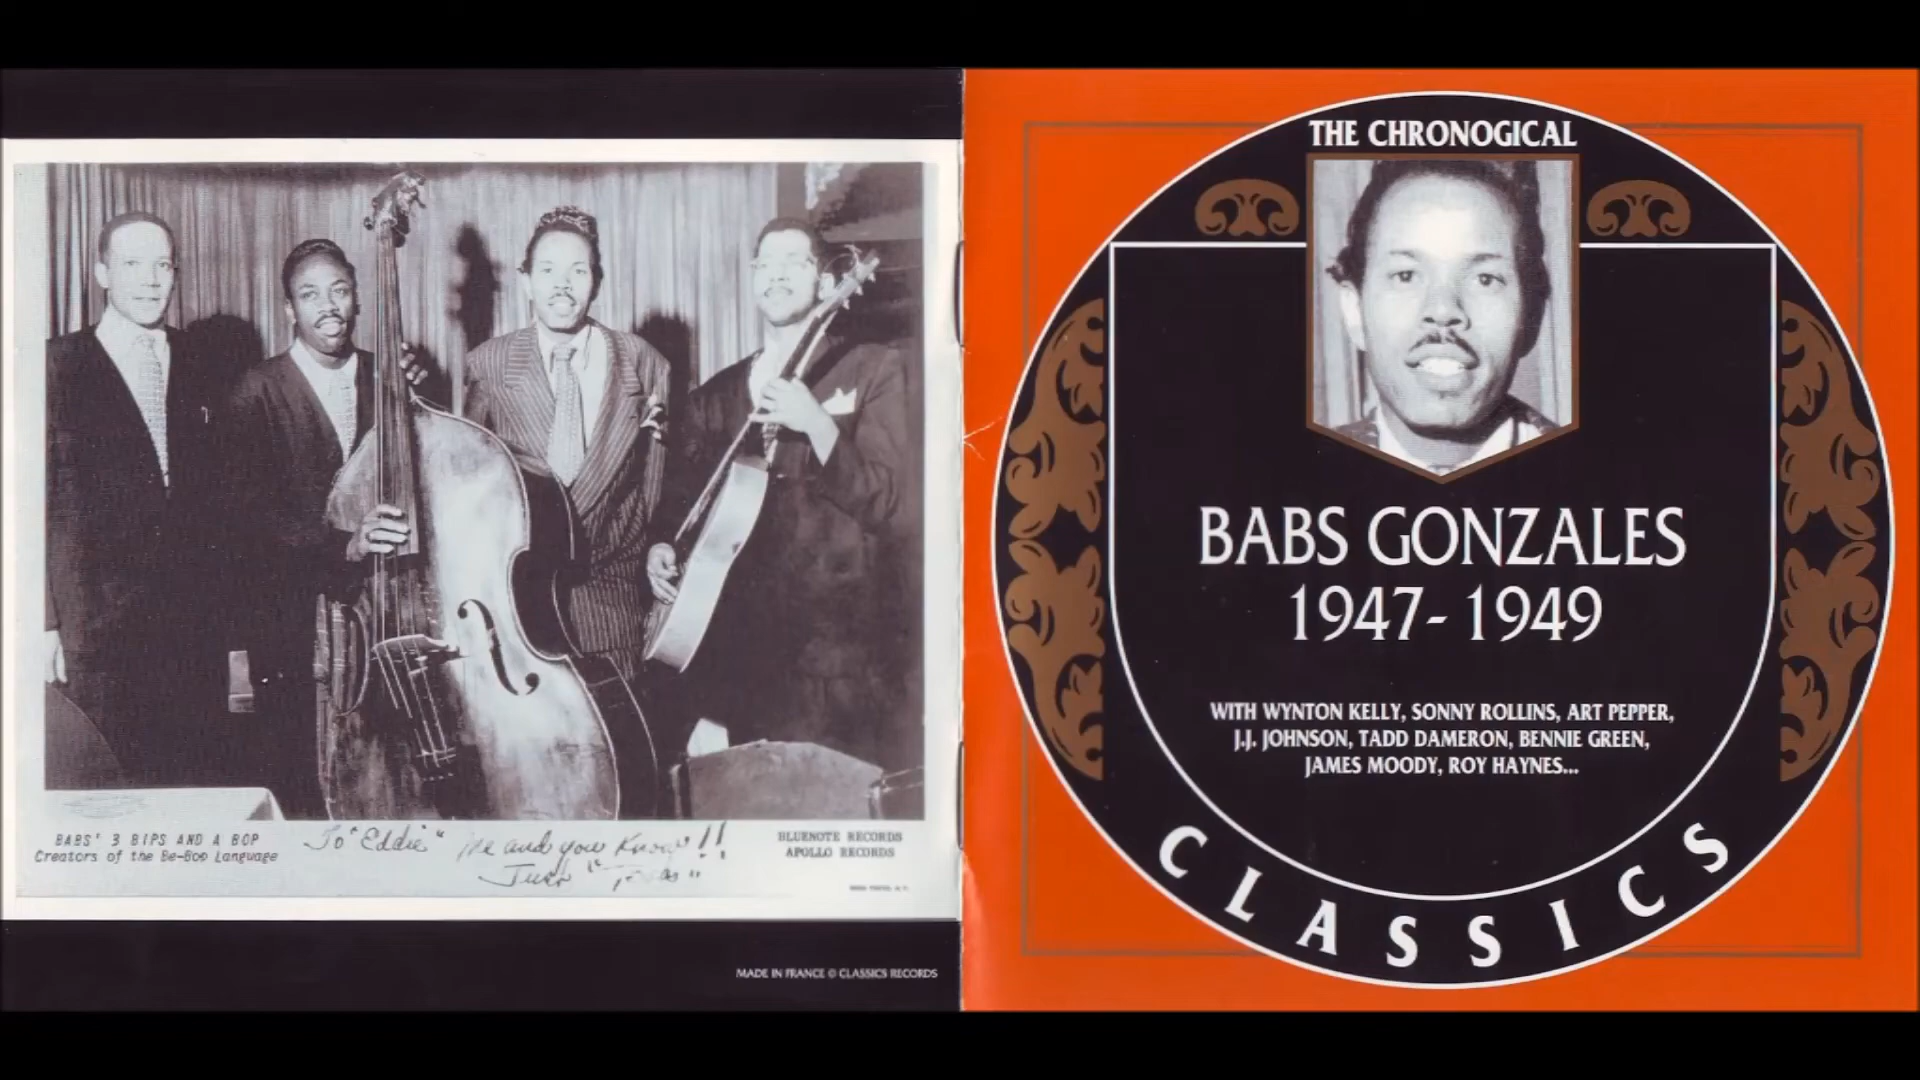 BABS' 3 BIPS AND A BOP
Creators of the Be-Bop Language
To "Eddie"
Me and you Know!!
Just
BLUENOTE RECORDS
APOLLO RECORDS
MADE IN FRANCE © CLASSICS RECORDS
THE CHRONOGICAL
BABS GONZALES
1947-1949
WITH WYNTON KELLY, SONNY ROLLINS, ART PEPPER,
J.J. JOHNSON, TADD DAMERON, BENNIE GREEN,
JAMES MOODY, ROY HAYNES...
CLASSICS